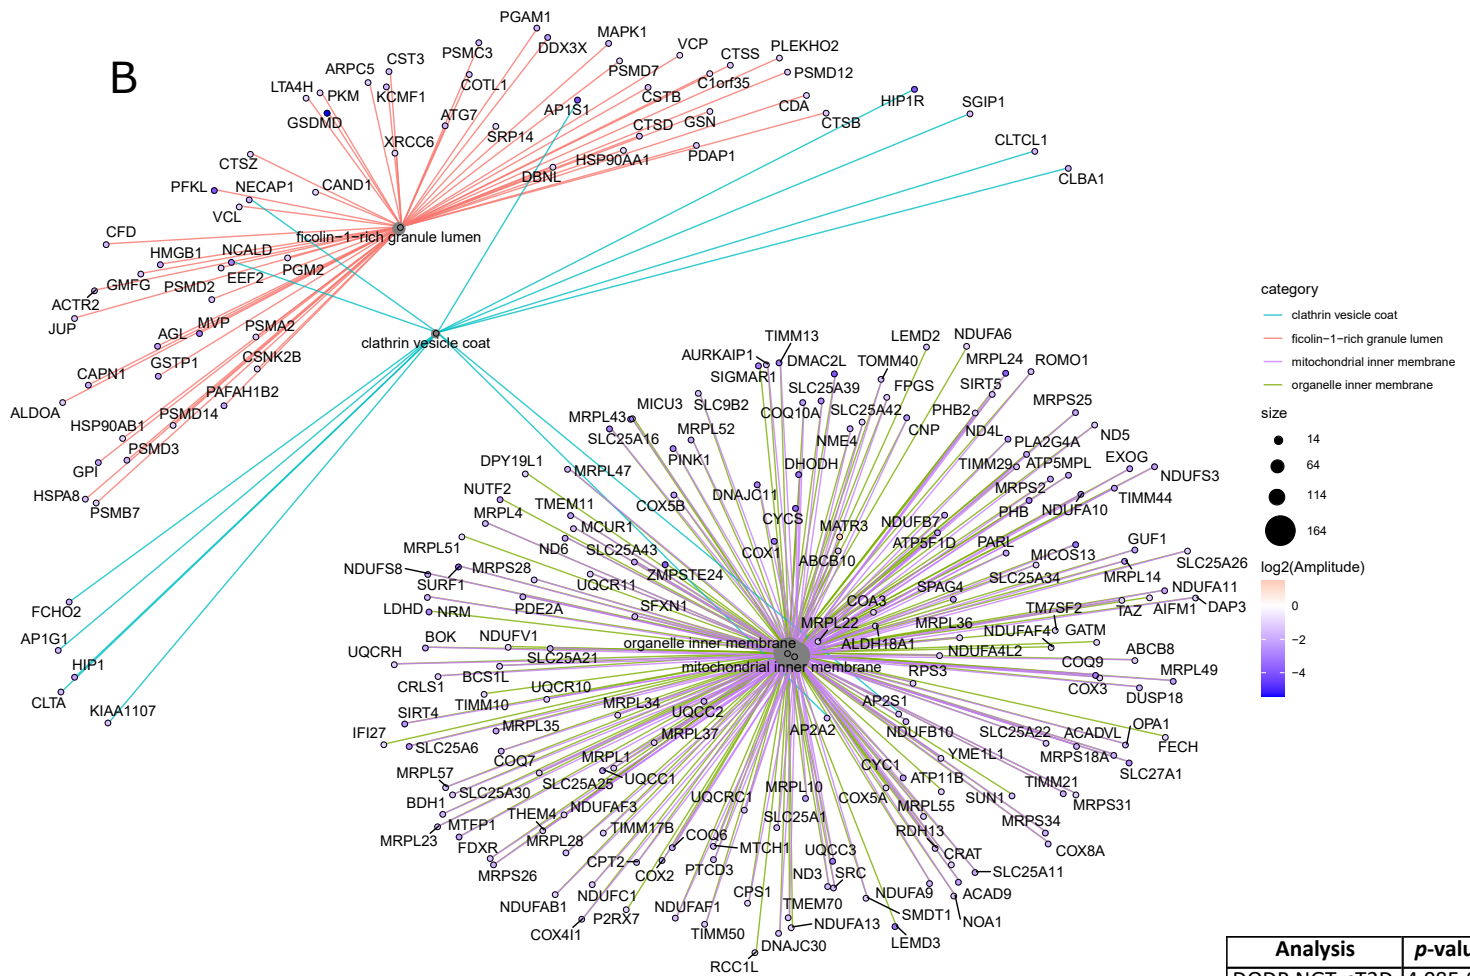 B
PGAM1
DDX3X
MAPK1
PSMC3
VCP
PLEKHO2
CTSS
CST3
ARPC5
PSMD7
PSMD12
C1orf35
COTL1
LTA4H
PKM
KCMF1
CSTB
CDA
HIP1R
SGIP1
GSDMD
ATG7
AP1S1
CTSD
GSN
CTSB
SRP14
XRCC6
CLTCL1
HSP90AA1
PDAP1
CTSZ
DBNL
CLBA1
PFKL
NECAP1
CAND1
VCL
CFD
ficolin−1−rich granule lumen
HMGB1
NCALD
GMFG
PSMD2
EEF2
PGM2
ACTR2
JUP
AGL
MVP
PSMA2
clathrin vesicle coat
GSTP1
CSNK2B
CAPN1
PAFAH1B2
ALDOA
PSMD14
HSP90AB1
PSMD3
GPI
HSPA8
PSMB7
FCHO2
AP1G1
HIP1
CLTA
KIAA1107
TIMM13
LEMD2
NDUFA6
AURKAIP1
DMAC2L
TOMM40
MRPL24
ROMO1
SIGMAR1
SLC25A39
FPGS
SIRT5
MICU3
SLC9B2
COQ10A
SLC25A42
PHB2
MRPS25
MRPL43
SLC25A16
MRPL52
NME4
CNP
ND4L
PLA2G4A
ND5
DPY19L1
MRPL47
PINK1
DHODH
TIMM29
ATP5MPL
EXOG
NDUFS3
NUTF2
TMEM11
COX5B
DNAJC11
MRPS2
TIMM44
MRPL4
MCUR1
CYCS
MATR3
NDUFB7
PHB
NDUFA10
MRPL51
ND6
SLC25A43
COX1
ABCB10
ATP5F1D
PARL
MICOS13
GUF1
SLC25A26
NDUFS8
SURF1
MRPS28
UQCR11
ZMPSTE24
SLC25A34
MRPL14
NDUFA11
LDHD
NRM
PDE2A
SFXN1
COA3
SPAG4
TM7SF2
TAZ
AIFM1
DAP3
BOK
NDUFV1
organelle inner membrane
MRPL22
ALDH18A1
MRPL36
NDUFAF4
GATM
UQCRH
SLC25A21
mitochondrial inner membrane
NDUFA4L2
ABCB8
CRLS1
BCS1L
RPS3
COQ9
COX3
MRPL49
SIRT4
TIMM10
UQCR10
MRPL34
UQCC2
AP2S1
DUSP18
IFI27
SLC25A6
MRPL35
MRPL37
AP2A2
NDUFB10
SLC25A22
ACADVL
OPA1
FECH
COQ7
MRPL1
YME1L1
MRPS18A
SLC27A1
MRPL57
SLC25A30
SLC25A25
UQCC1
CYC1
ATP11B
TIMM21
BDH1
THEM4
NDUFAF3
UQCRC1
MRPL10
COX5A
SUN1
MRPS31
MRPL23
MTFP1
SLC25A1
MRPL55
MRPS34
FDXR
MRPL28
TIMM17B
COQ6
MTCH1
UQCC3
RDH13
COX8A
MRPS26
CPT2
COX2
PTCD3
CRAT
NDUFAB1
NDUFC1
CPS1
ND3
SRC
NDUFA9
SLC25A11
ACAD9
COX4I1
P2RX7
NDUFAF1
TMEM70
SMDT1
NOA1
TIMM50
DNAJC30
NDUFA13
LEMD3
RCC1L
category
clathrin vesicle coat
ficolin−1−rich granule lumen
mitochondrial inner membrane
organelle inner membrane
size
14
64
114
164
log2(Amplitude)
0
−2
−4
Analysis p-valu